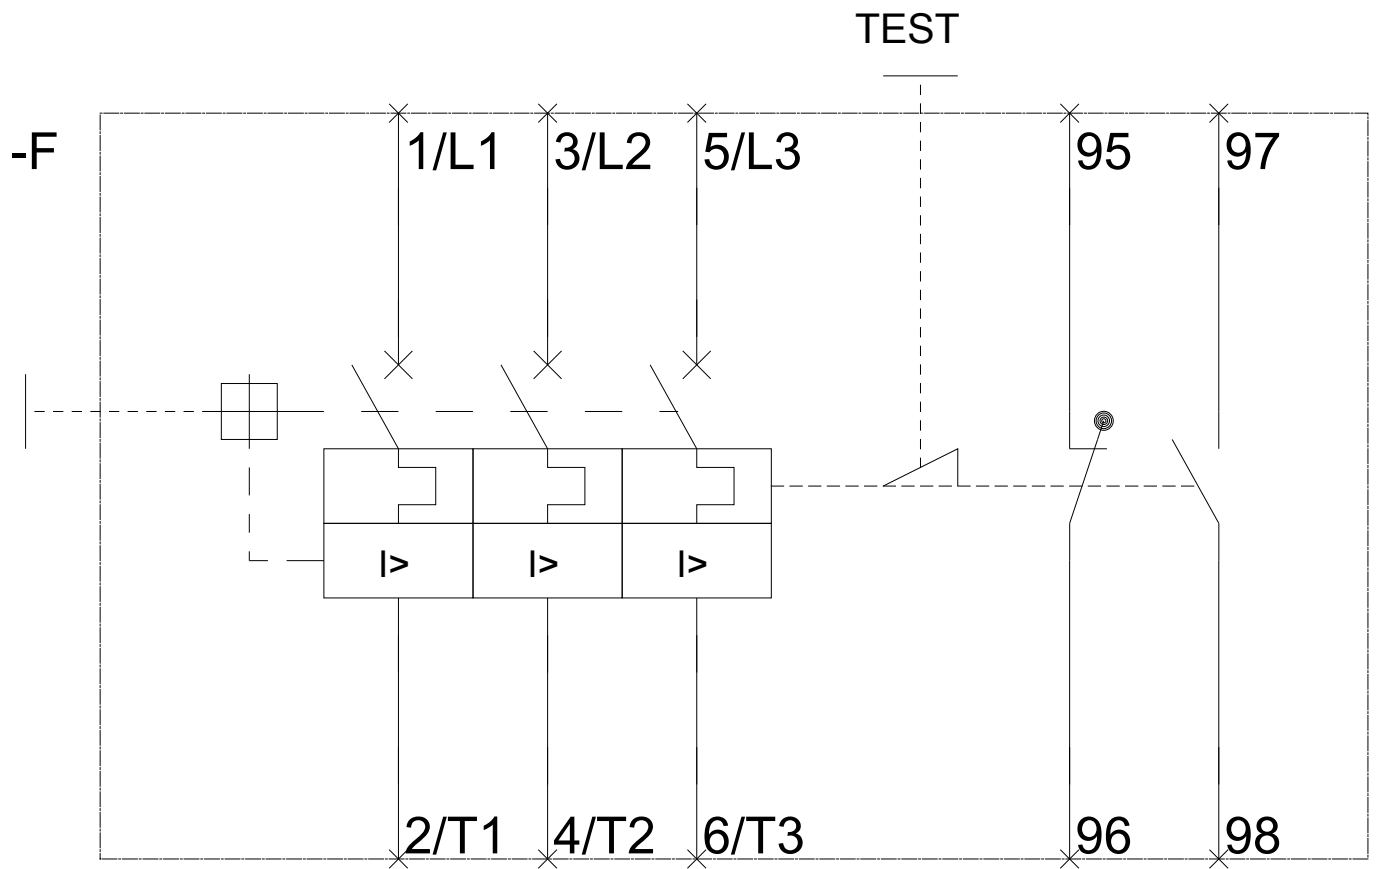 TEST
-F
1/L1 3/L2 5/L3 95 97
I> I> I>
2/T1 4/T2 6/T3 96 98